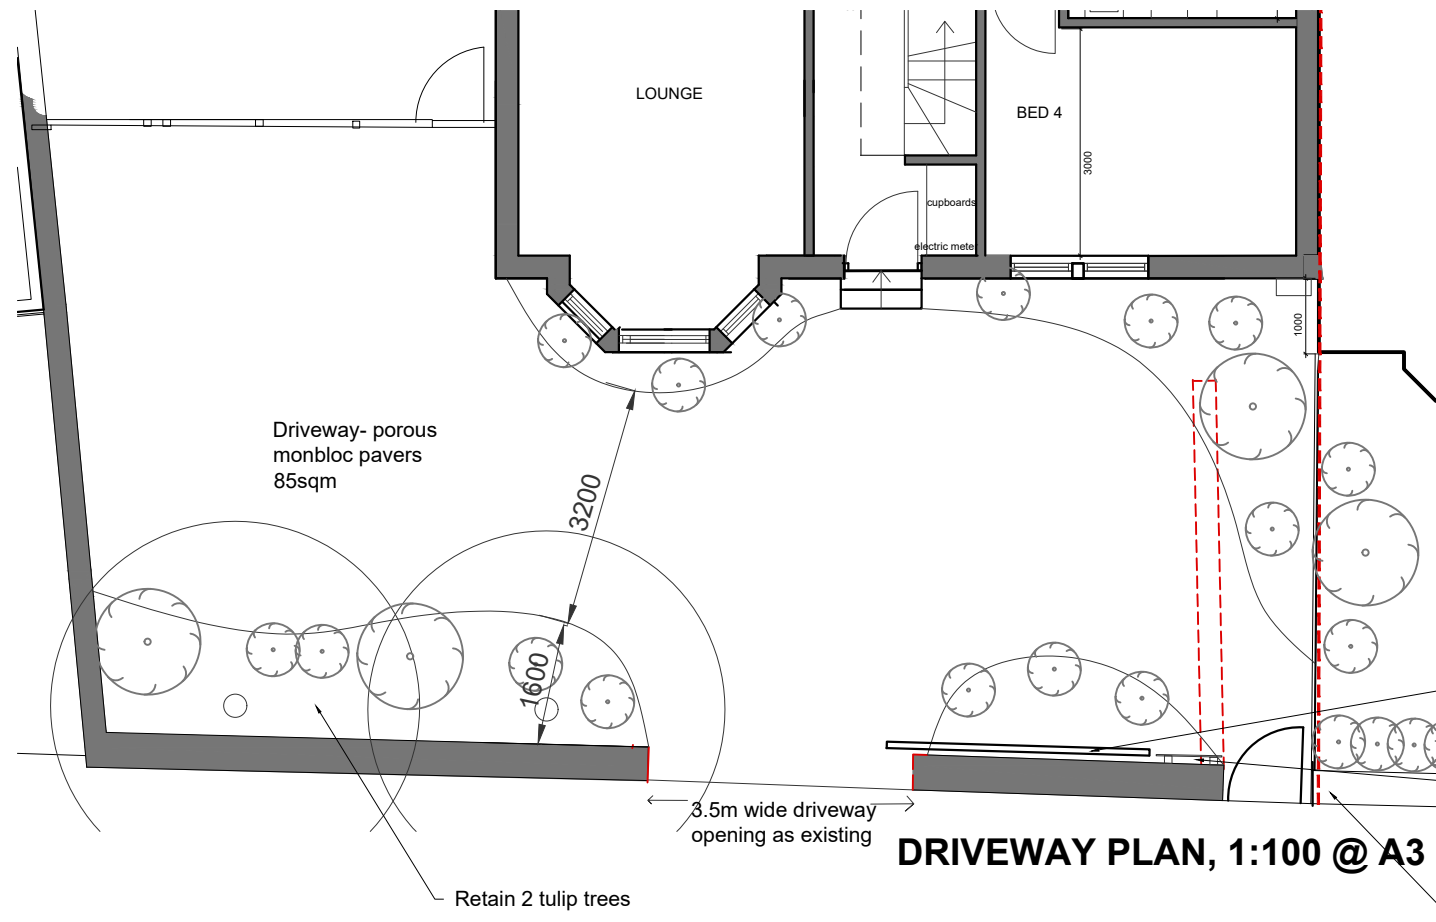 LOUNGE
BED 4
3000
cupboards
electric mete
1000
Driveway- porous
monbloc pavers
85sqm
3200
1600
3.5m wide driveway
opening as existing
DRIVEWAY PLAN, 1:100 @ A3
Retain 2 tulip trees